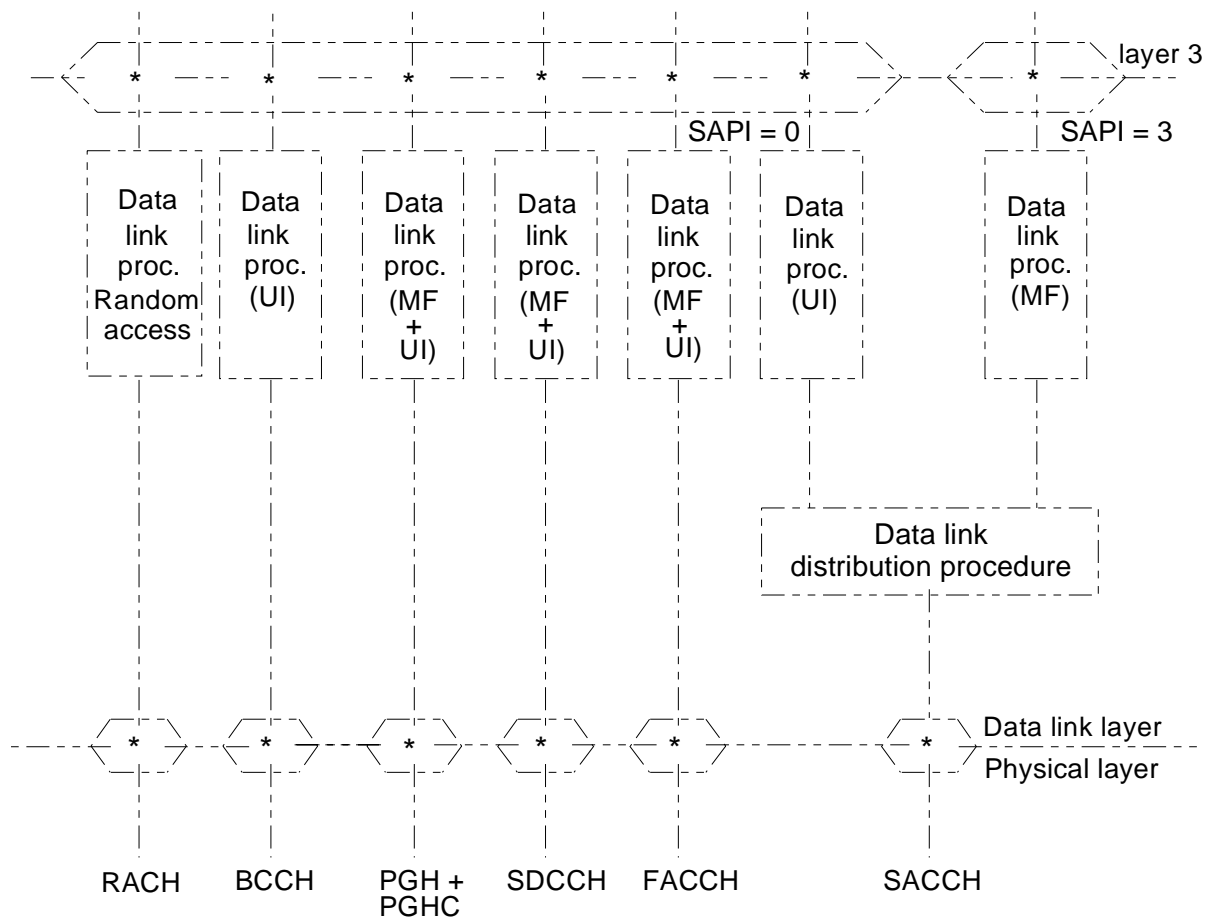 layer 3
* * * * * * *
SAPI = 0
SAPI = 3
Data
link
proc.
Random
access
Data
link
proc.
(UI)
Data
link
proc.
(MF
+
UI)
Data
link
proc.
(MF
+
UI)
Data
link
proc.
(MF
+
UI)
Data
link
proc.
(UI)
Data
link
proc.
(MF)
Data link
distribution procedure
Data link layer
* * * * * *
Physical layer
RACH
BCCH
PGH +
PGHC
SDCCH
FACCH
SACCH